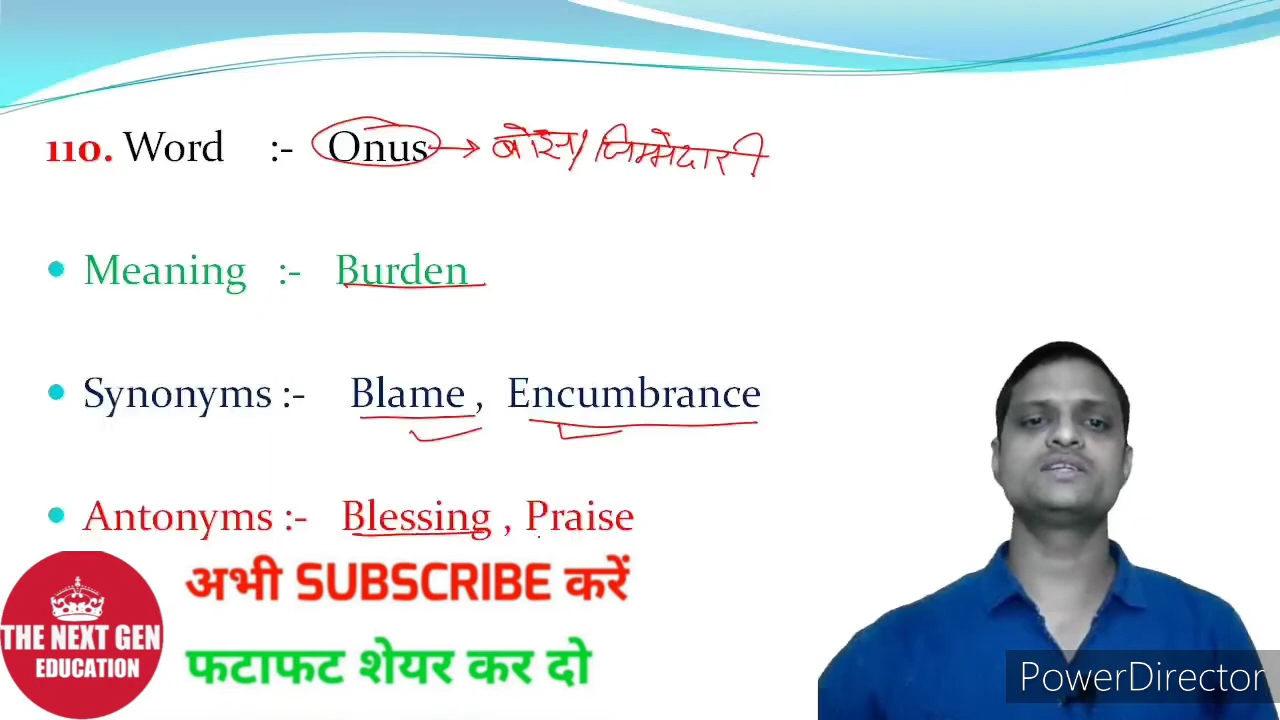 110. Word :- Onus → बोझ/जिम्मेदारी
Meaning :- Burden
Synonyms :- Blame, Encumbrance
Antonyms :- Blessing, Praise
अभी SUBSCRIBE करें
THE NEXT GEN
EDUCATION
फटाफट शेयर कर दो
PowerDirector